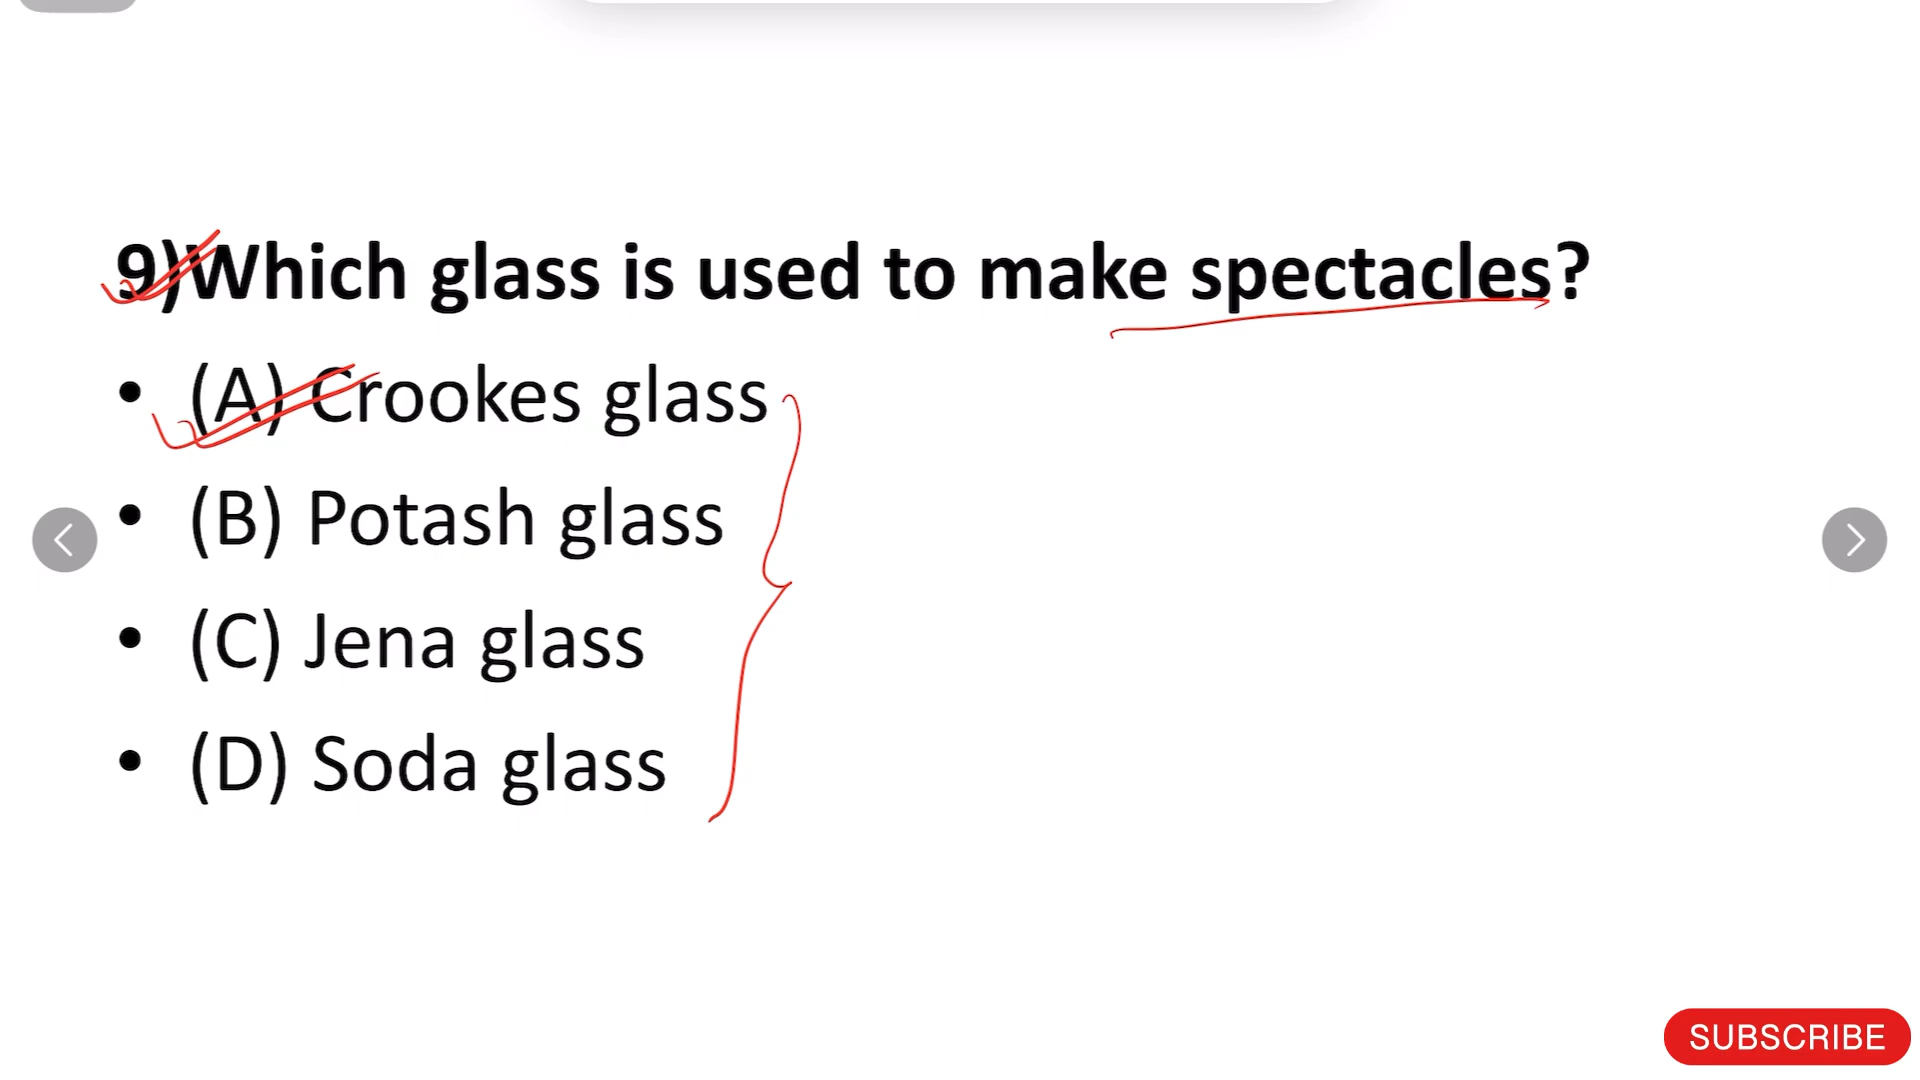 9)Which glass is used to make spectacles?
• (A) Crookes glass
• (B) Potash glass
• (C) Jena glass
• (D) Soda glass
SUBSCRIBE